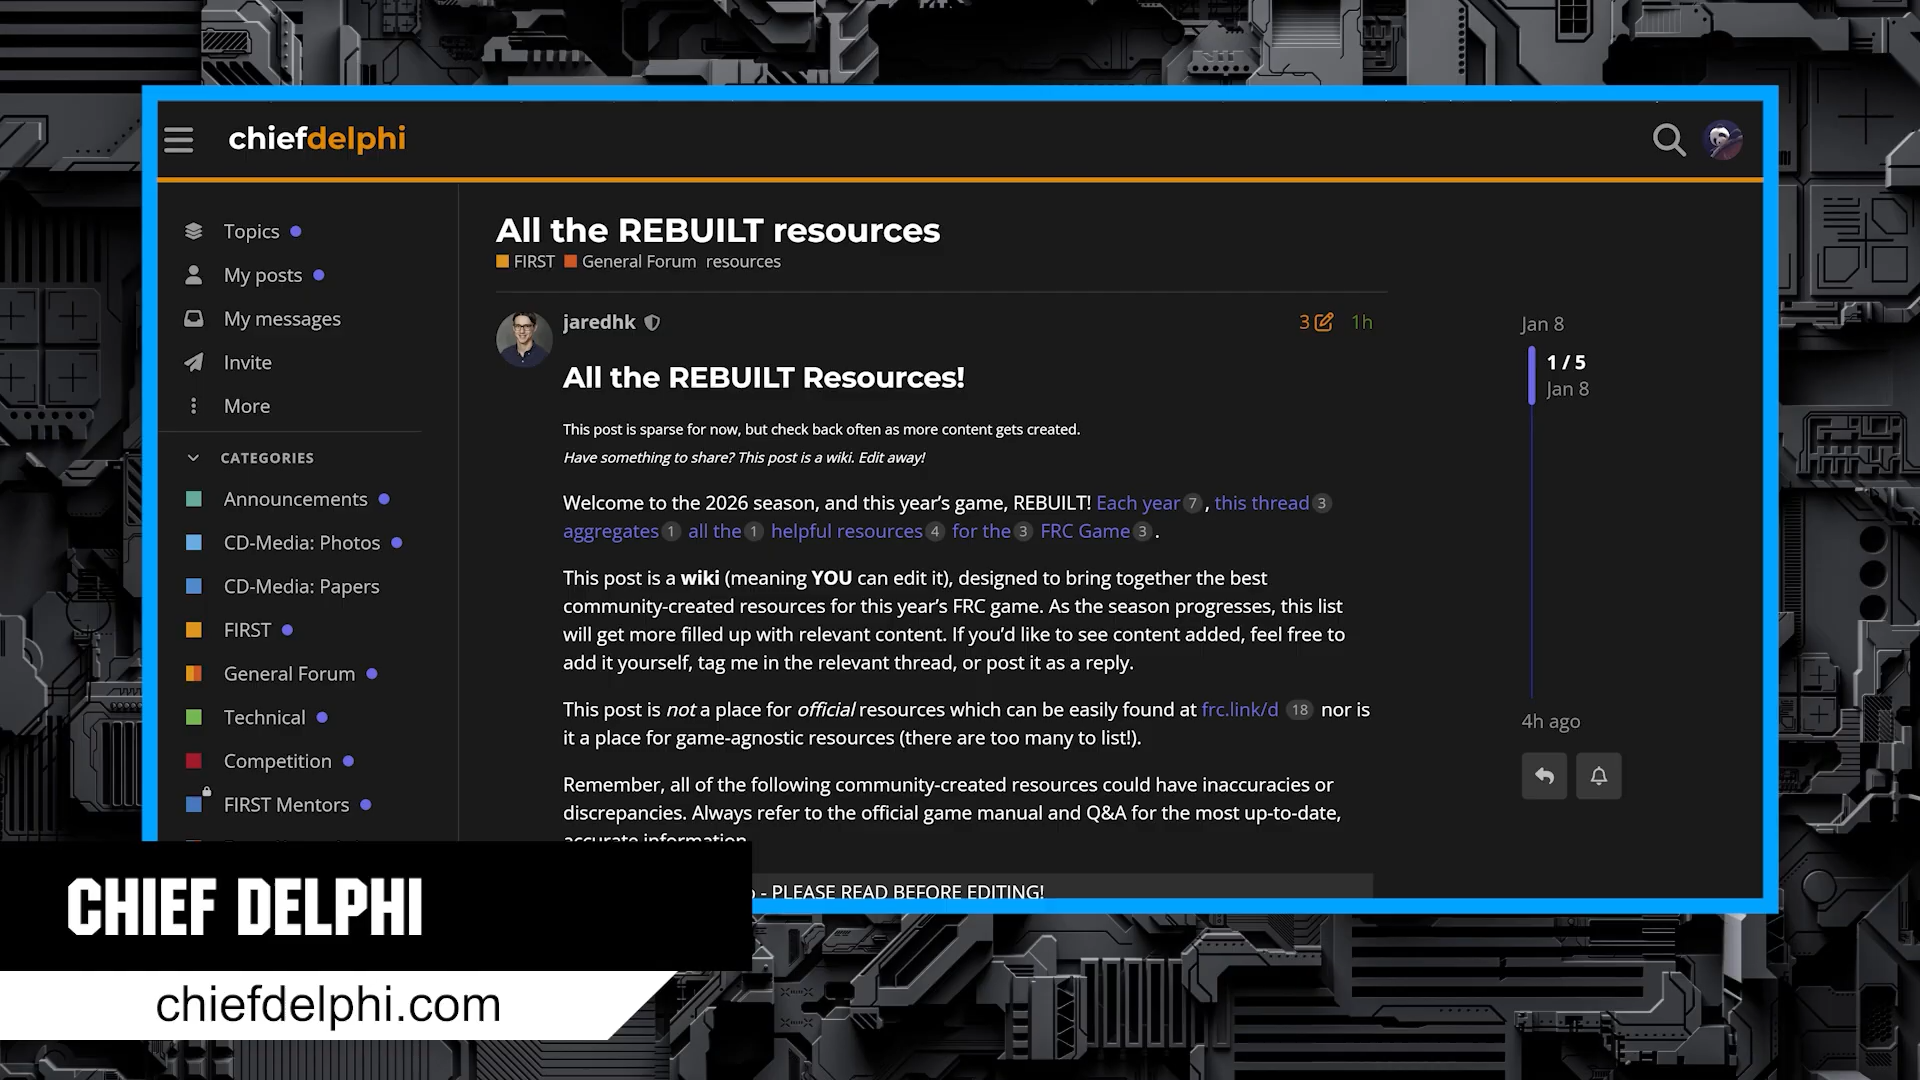 chiefdelphi
Topics
My posts
My messages
Invite
More
CATEGORIES
Announcements
CD-Media: Photos
CD-Media: Papers
FIRST
General Forum
Technical
Competition
FIRST Mentors
All the REBUILT resources
FIRST General Forum resources
jaredhk
3 1h
All the REBUILT Resources!
This post is sparse for now, but check back often as more content gets created.
Have something to share? This post is a wiki. Edit away!
Welcome to the 2026 season, and this year's game, REBUILT! Each year 7 , this thread 3
aggregates 1 all the 1 helpful resources 4 for the 3 FRC Game 3 .
This post is a wiki (meaning YOU can edit it), designed to bring together the best
community-created resources for this year's FRC game. As the season progresses, this list
will get more filled up with relevant content. If you'd like to see content added, feel free to
add it yourself, tag me in the relevant thread, or post it as a reply.
This post is not a place for official resources which can be easily found at frc.link/d 18 nor is
it a place for game-agnostic resources (there are too many to list!).
Remember, all of the following community-created resources could have inaccuracies or
discrepancies. Always refer to the official game manual and Q&A for the most up-to-date,
accurate information
- PLEASE READ BEFORE EDITING!
Jan 8
1 / 5
Jan 8
4h ago
CHIEF DELPHI
chiefdelphi.com